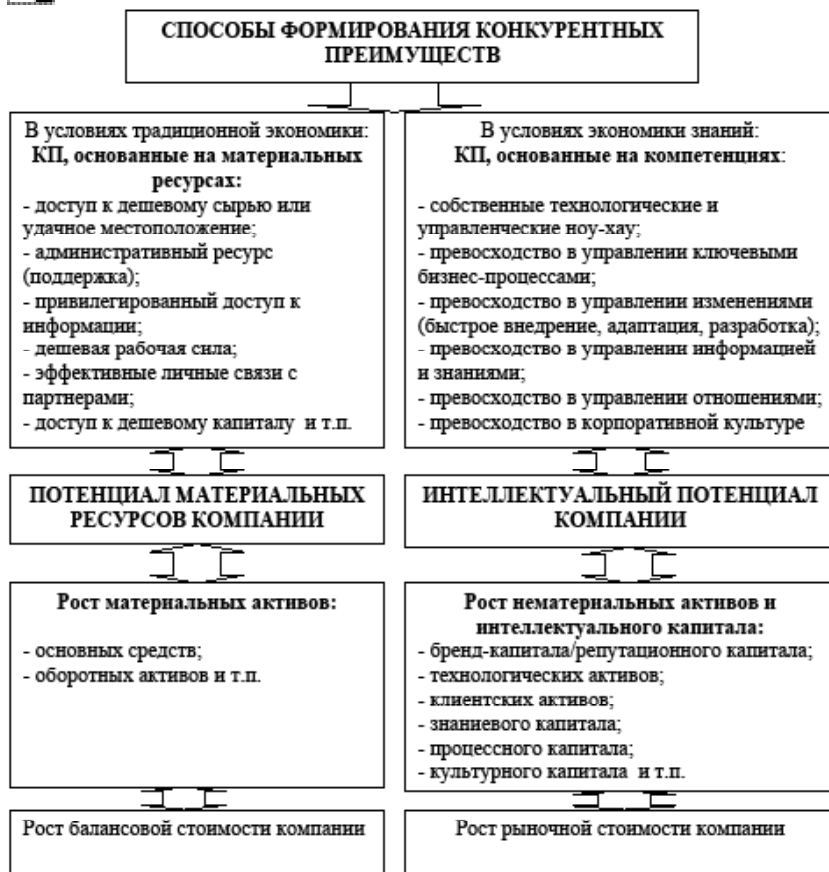 СПОСОБЫ ФОРМИРОВАНИЯ КОНКУРЕНТНЫХ
ПРЕИМУЩЕСТВ
В условиях традиционной экономики:
КП, основанные на материальных
ресурсах:
- доступ к дешевому сырью или
удачное местоположение;
- административный ресурс
(поддержка);
- привилегированный доступ к
информации;
- дешевая рабочая сила;
- эффективные личные связи с
партнерами;
- доступ к дешевому капиталу и т.п.
В условиях экономики знаний:
КП, основанные на компетенциях:
- собственные технологические и
управленческие ноу-хау;
- превосходство в управлении ключевыми
бизнес-процессами;
- превосходство в управлении изменениями
(быстрое внедрение, адаптация, разработка);
- превосходство в управлении информацией
и знаниями;
- превосходство в управлении отношениями;
- превосходство в корпоративной культуре
ПОТЕНЦИАЛ МАТЕРИАЛЬНЫХ
РЕСУРСОВ КОМПАНИИ
ИНТЕЛЛЕКТУАЛЬНЫЙ ПОТЕНЦИАЛ
КОМПАНИИ
Рост материальных активов:
- основных средств;
- оборотных активов и т.п.
Рост нематериальных активов и
интеллектуального капитала:
- бренд-капитала/репутационного капитала;
- технологических активов;
- клиентских активов;
- знаниевого капитала;
- процессного капитала;
- культурного капитала и т.п.
Рост балансовой стоимости компании
Рост рыночной стоимости компании